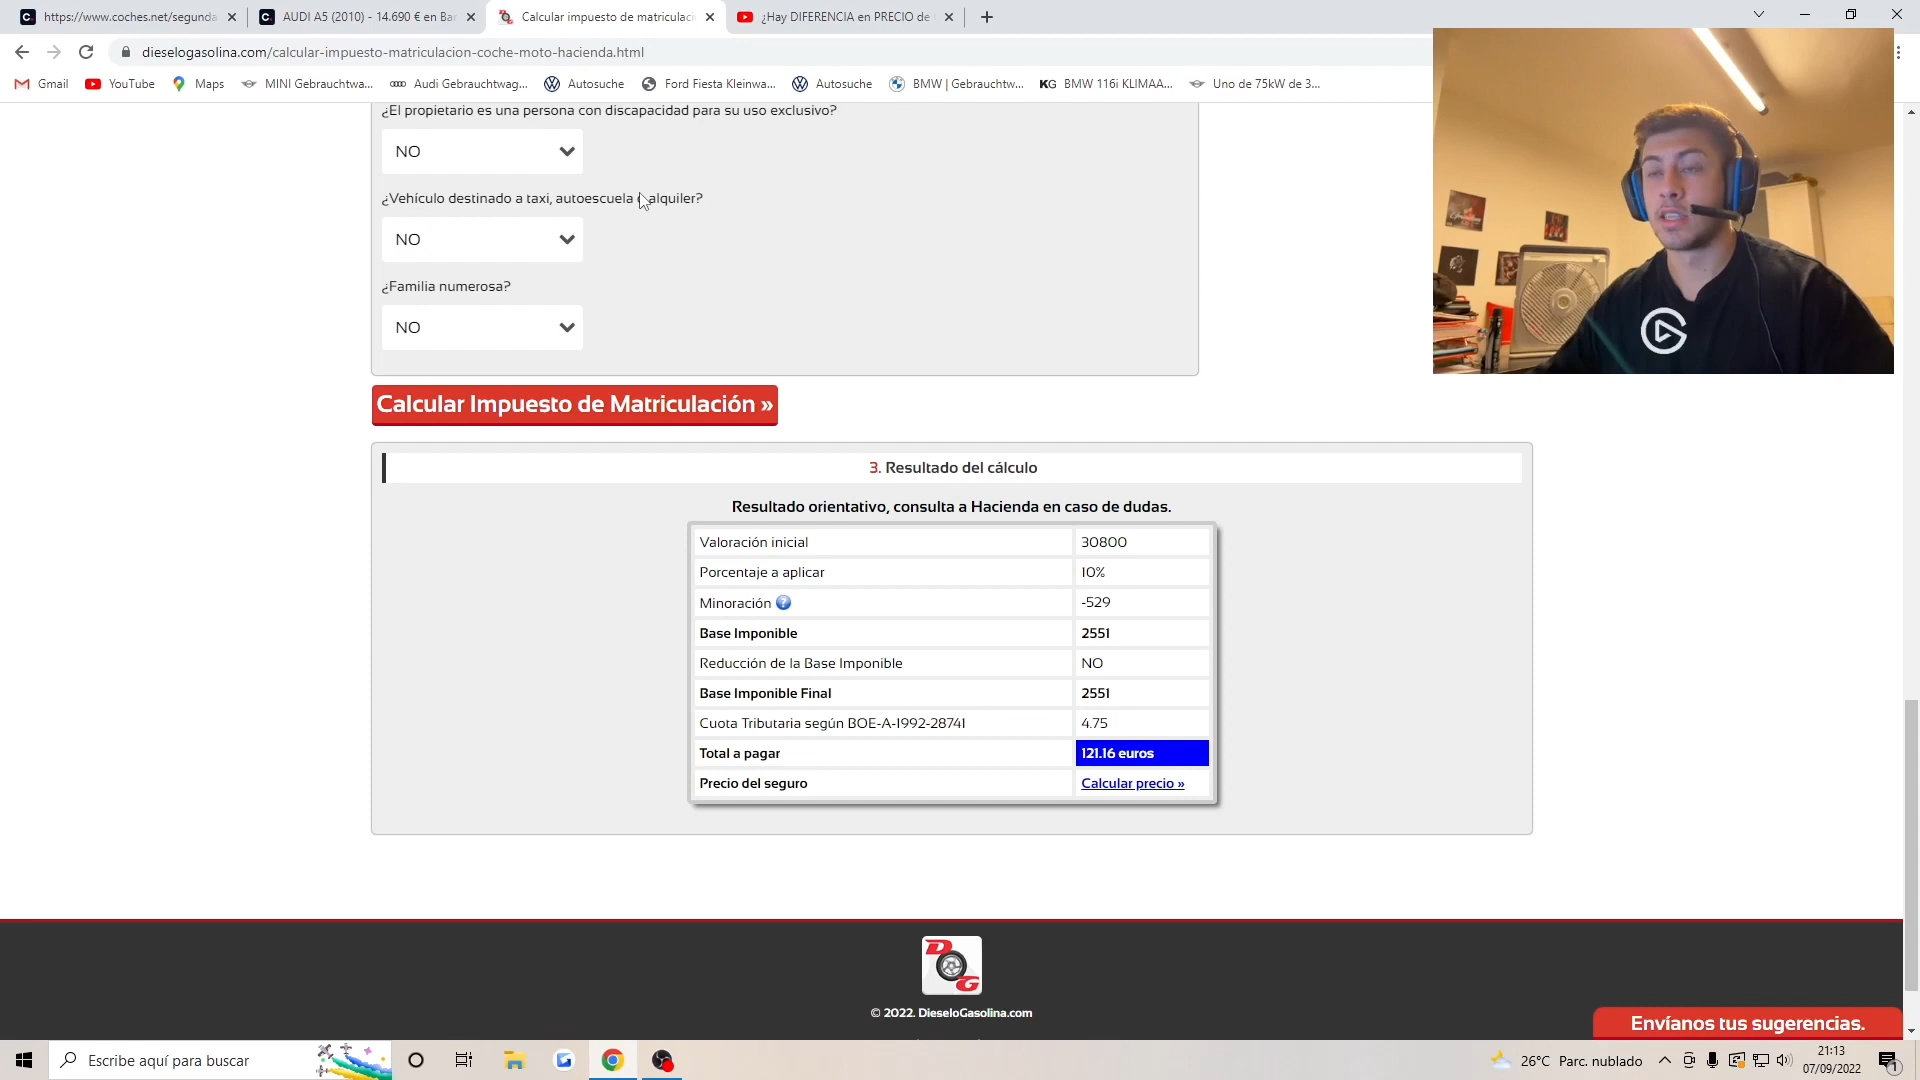 https://www.coches.net/segunda
AUDI A5 (2010) - 14.690 € en Bar
Calcular impuesto de matriculaci
¿Hay DIFERENCIA en PRECIO de
dieselogasolina.com/calcular-impuesto-matriculacion-coche-moto-hacienda.html
Gmail
YouTube
Maps
MINI Gebrauchtwa...
Audi Gebrauchtwag...
Autosuche
Ford Fiesta Kleinwa...
Autosuche
BMW | Gebrauchtw...
KG BMW 116i KLIMAA...
Uno de 75kW de 3...
¿El propietario es una persona con discapacidad para su uso exclusivo?
NO
¿Vehículo destinado a taxi, autoescuela alquiler?
NO
¿Familia numerosa?
NO
Calcular Impuesto de Matriculación »
3. Resultado del cálculo
Resultado orientativo, consulta a Hacienda en caso de dudas.
Valoración inicial 30800
Porcentaje a aplicar 10%
Minoración ? -529
Base Imponible 2551
Reducción de la Base Imponible NO
Base Imponible Final 2551
Cuota Tributaria según BOE-A-1992-28741 4.75
Total a pagar 121.16 euros
Precio del seguro Calcular precio »
DG
© 2022. DieseloGasolina.com
Envíanos tus sugerencias.
Escribe aquí para buscar
26°C Parc. nublado
21:13
07/09/2022
1